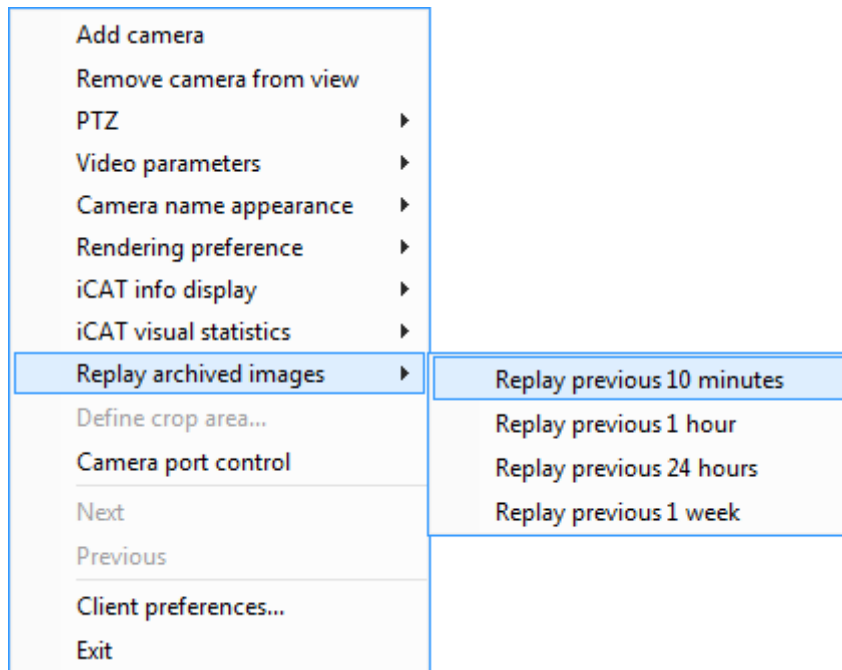 Add camera
Remove camera from view
PTZ
Video parameters
Camera name appearance
Rendering preference
iCAT info display
iCAT visual statistics
Replay archived images
Replay previous 10 minutes
Replay previous 1 hour
Replay previous 24 hours
Replay previous 1 week
Define crop area...
Camera port control
Next
Previous
Client preferences...
Exit